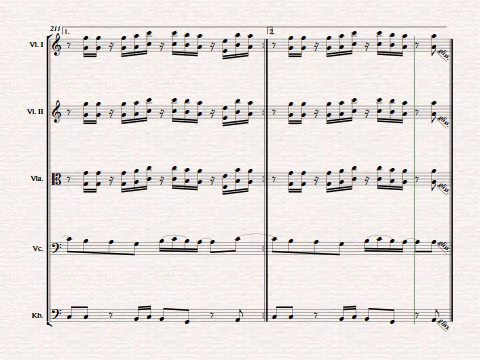 211
1.
2.
Vl. I
gliss.
Vl. II
gliss.
Vla.
gliss.
Vc.
gliss.
Kb.
gliss.